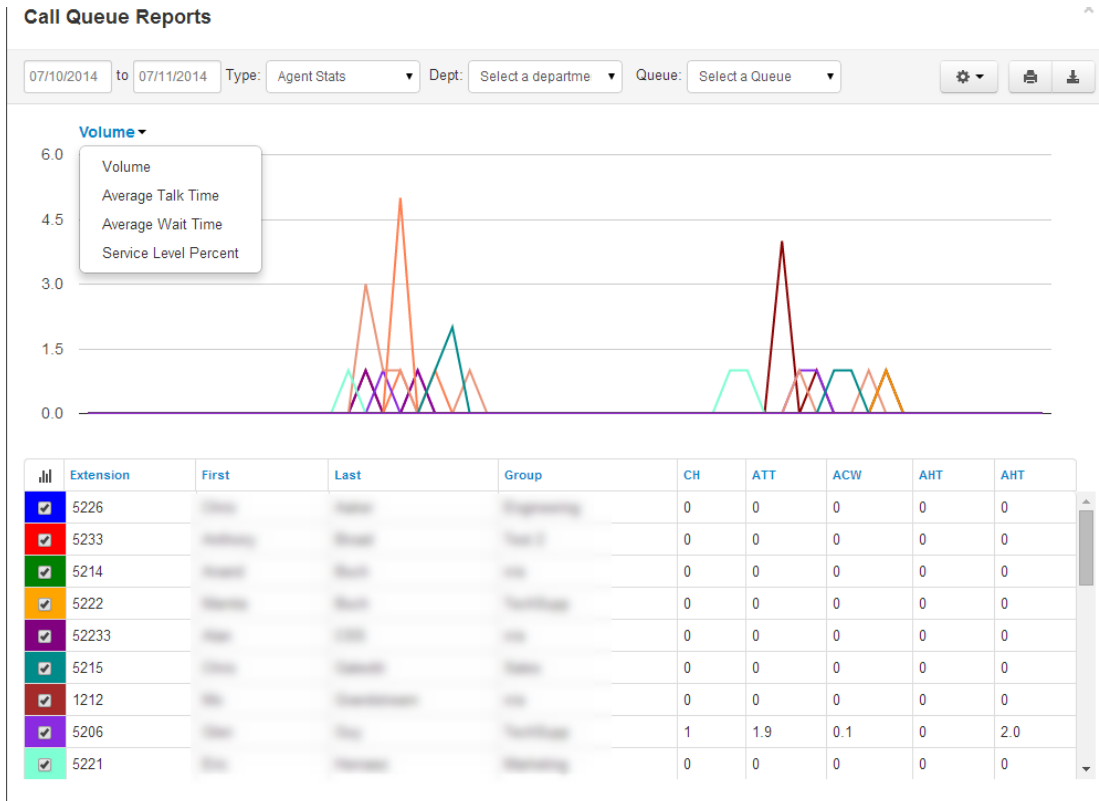 Call Queue Reports
07/10/2014 to 07/11/2014 Type: Agent Stats Dept: Select a departme Queue: Select a Queue
Volume
Volume
Average Talk Time
Average Wait Time
Service Level Percent
6.0
4.5
3.0
1.5
0.0
Extension First Last Group CH ATT ACW AHT AHT
5226 0 0 0 0 0
5233 0 0 0 0 0
5214 0 0 0 0 0
5222 0 0 0 0 0
52233 0 0 0 0 0
5215 0 0 0 0 0
1212 0 0 0 0 0
5206 1 1.9 0.1 0 2.0
5221 0 0 0 0 0